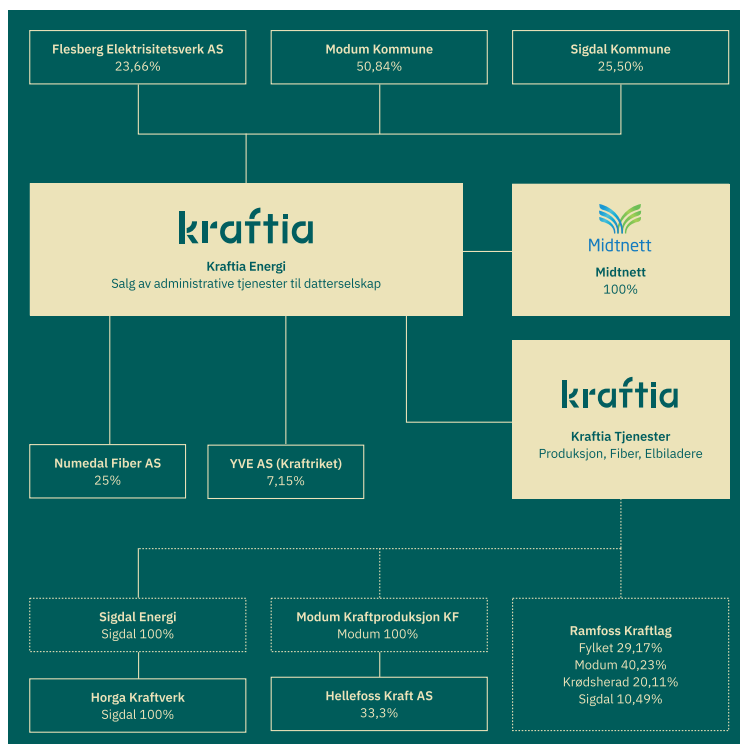 Flesberg Elektrisitetsverk AS
23,66%
Modum Kommune
50,84%
Sigdal Kommune
25,50%
kraftia
Kraftia Energi
Salg av administrative tjenester til datterselskap
Midtnett
Midtnett
100%
kraftia
Kraftia Tjenester
Produksjon, Fiber, Elbiladere
Numedal Fiber AS
25%
YVE AS (Kraftriket)
7,15%
Sigdal Energi
Sigdal 100%
Modum Kraftproduksjon KF
Modum 100%
Ramfoss Kraftlag
Fylket 29,17%
Modum 40,23%
Krødsherad 20,11%
Sigdal 10,49%
Horga Kraftverk
Sigdal 100%
Hellefoss Kraft AS
33,3%